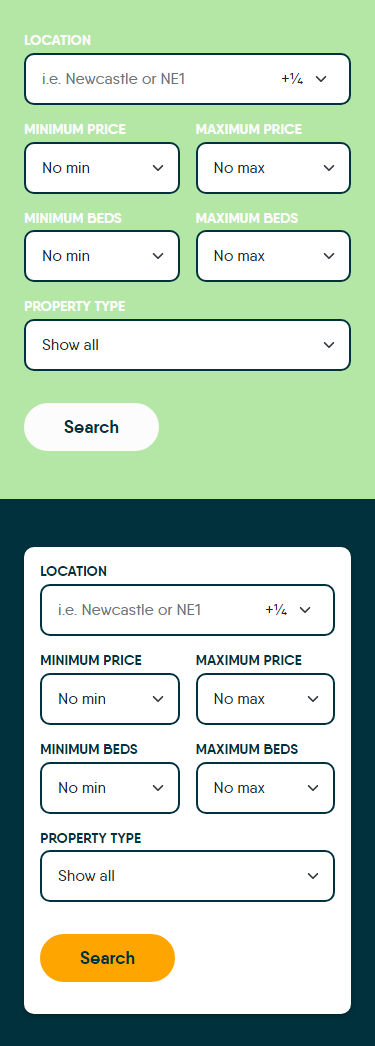 LOCATION
i.e. Newcastle or NE1 +¼
MINIMUM PRICE MAXIMUM PRICE
No min No max
MINIMUM BEDS MAXIMUM BEDS
No min No max
PROPERTY TYPE
Show all
Search
LOCATION
i.e. Newcastle or NE1 +¼
MINIMUM PRICE MAXIMUM PRICE
No min No max
MINIMUM BEDS MAXIMUM BEDS
No min No max
PROPERTY TYPE
Show all
Search